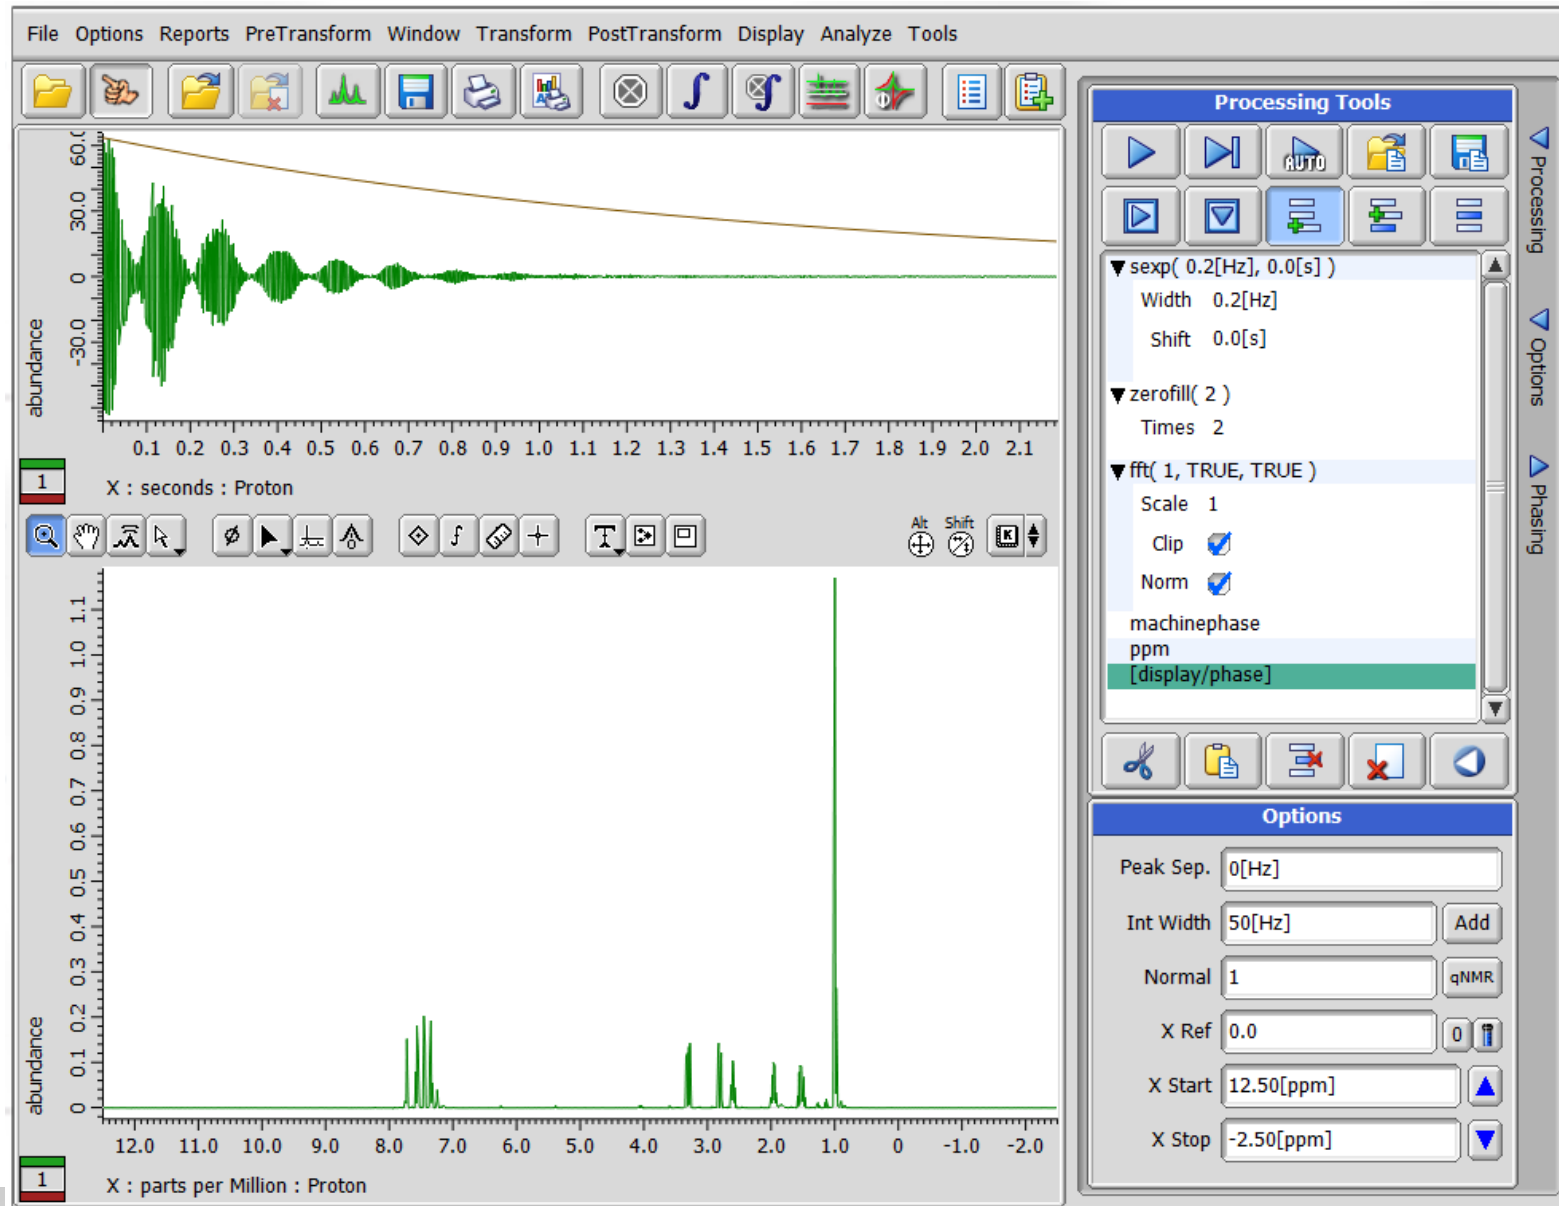 File Options Reports PreTransform Window Transform PostTransform Display Analyze Tools
AUTO
Processing Tools
sexp( 0.2[Hz], 0.0[s] )
Width 0.2[Hz]
Shift 0.0[s]
zerofill( 2 )
Times 2
fft( 1, TRUE, TRUE )
Scale 1
Clip
Norm
machinephase
ppm
[display/phase]
Processing
Options
Phasing
abundance
60.0
30.0
0
-30.0
0.1 0.2 0.3 0.4 0.5 0.6 0.7 0.8 0.9 1.0 1.1 1.2 1.3 1.4 1.5 1.6 1.7 1.8 1.9 2.0 2.1
1
X : seconds : Proton
Alt Shift
K
abundance
1.1
1.0
0.9
0.8
0.7
0.6
0.5
0.4
0.3
0.2
0.1
0
12.0 11.0 10.0 9.0 8.0 7.0 6.0 5.0 4.0 3.0 2.0 1.0 0 -1.0 -2.0
1
X : parts per Million : Proton
Options
Peak Sep. 0[Hz]
Int Width 50[Hz] Add
Normal 1 qNMR
X Ref 0.0 0
X Start 12.50[ppm]
X Stop -2.50[ppm]